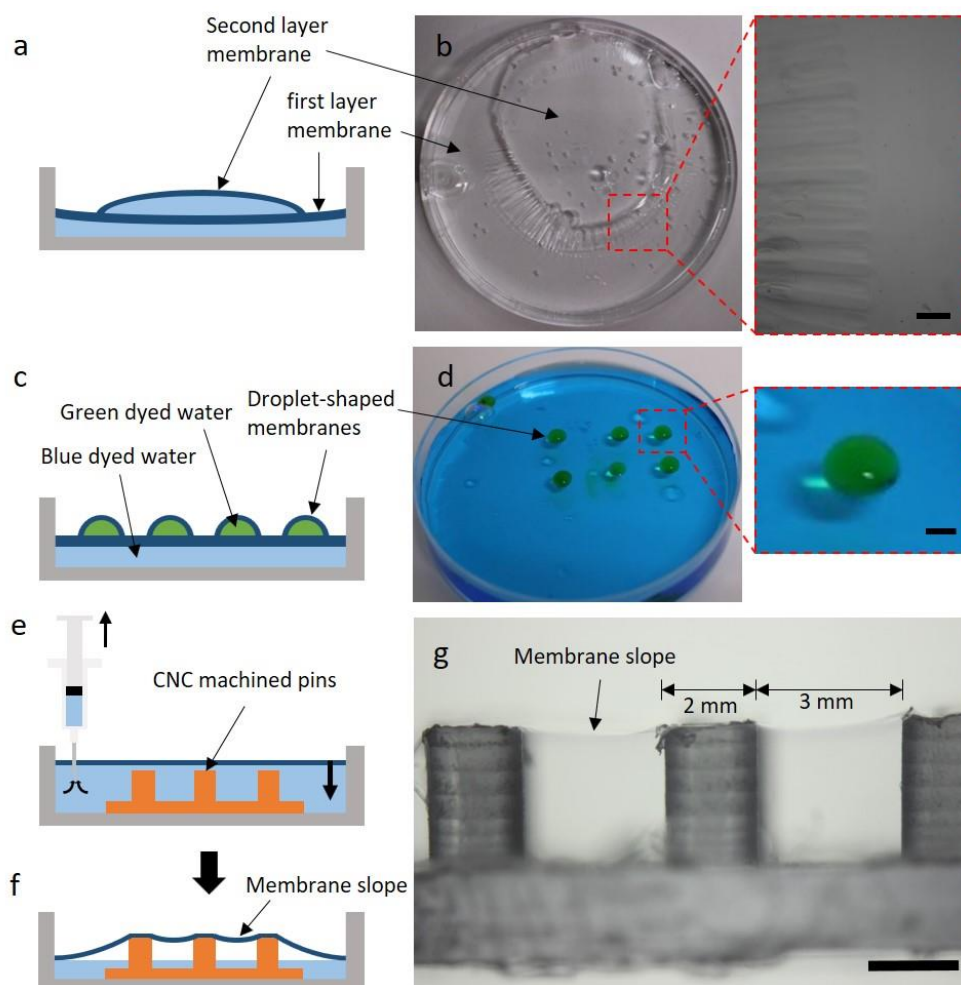 a
Second layer
membrane
first layer
membrane
b
c
Green dyed water
Blue dyed water
Droplet-shaped
membranes
d
e
CNC machined pins
f
Membrane slope
g
Membrane slope
2 mm
3 mm